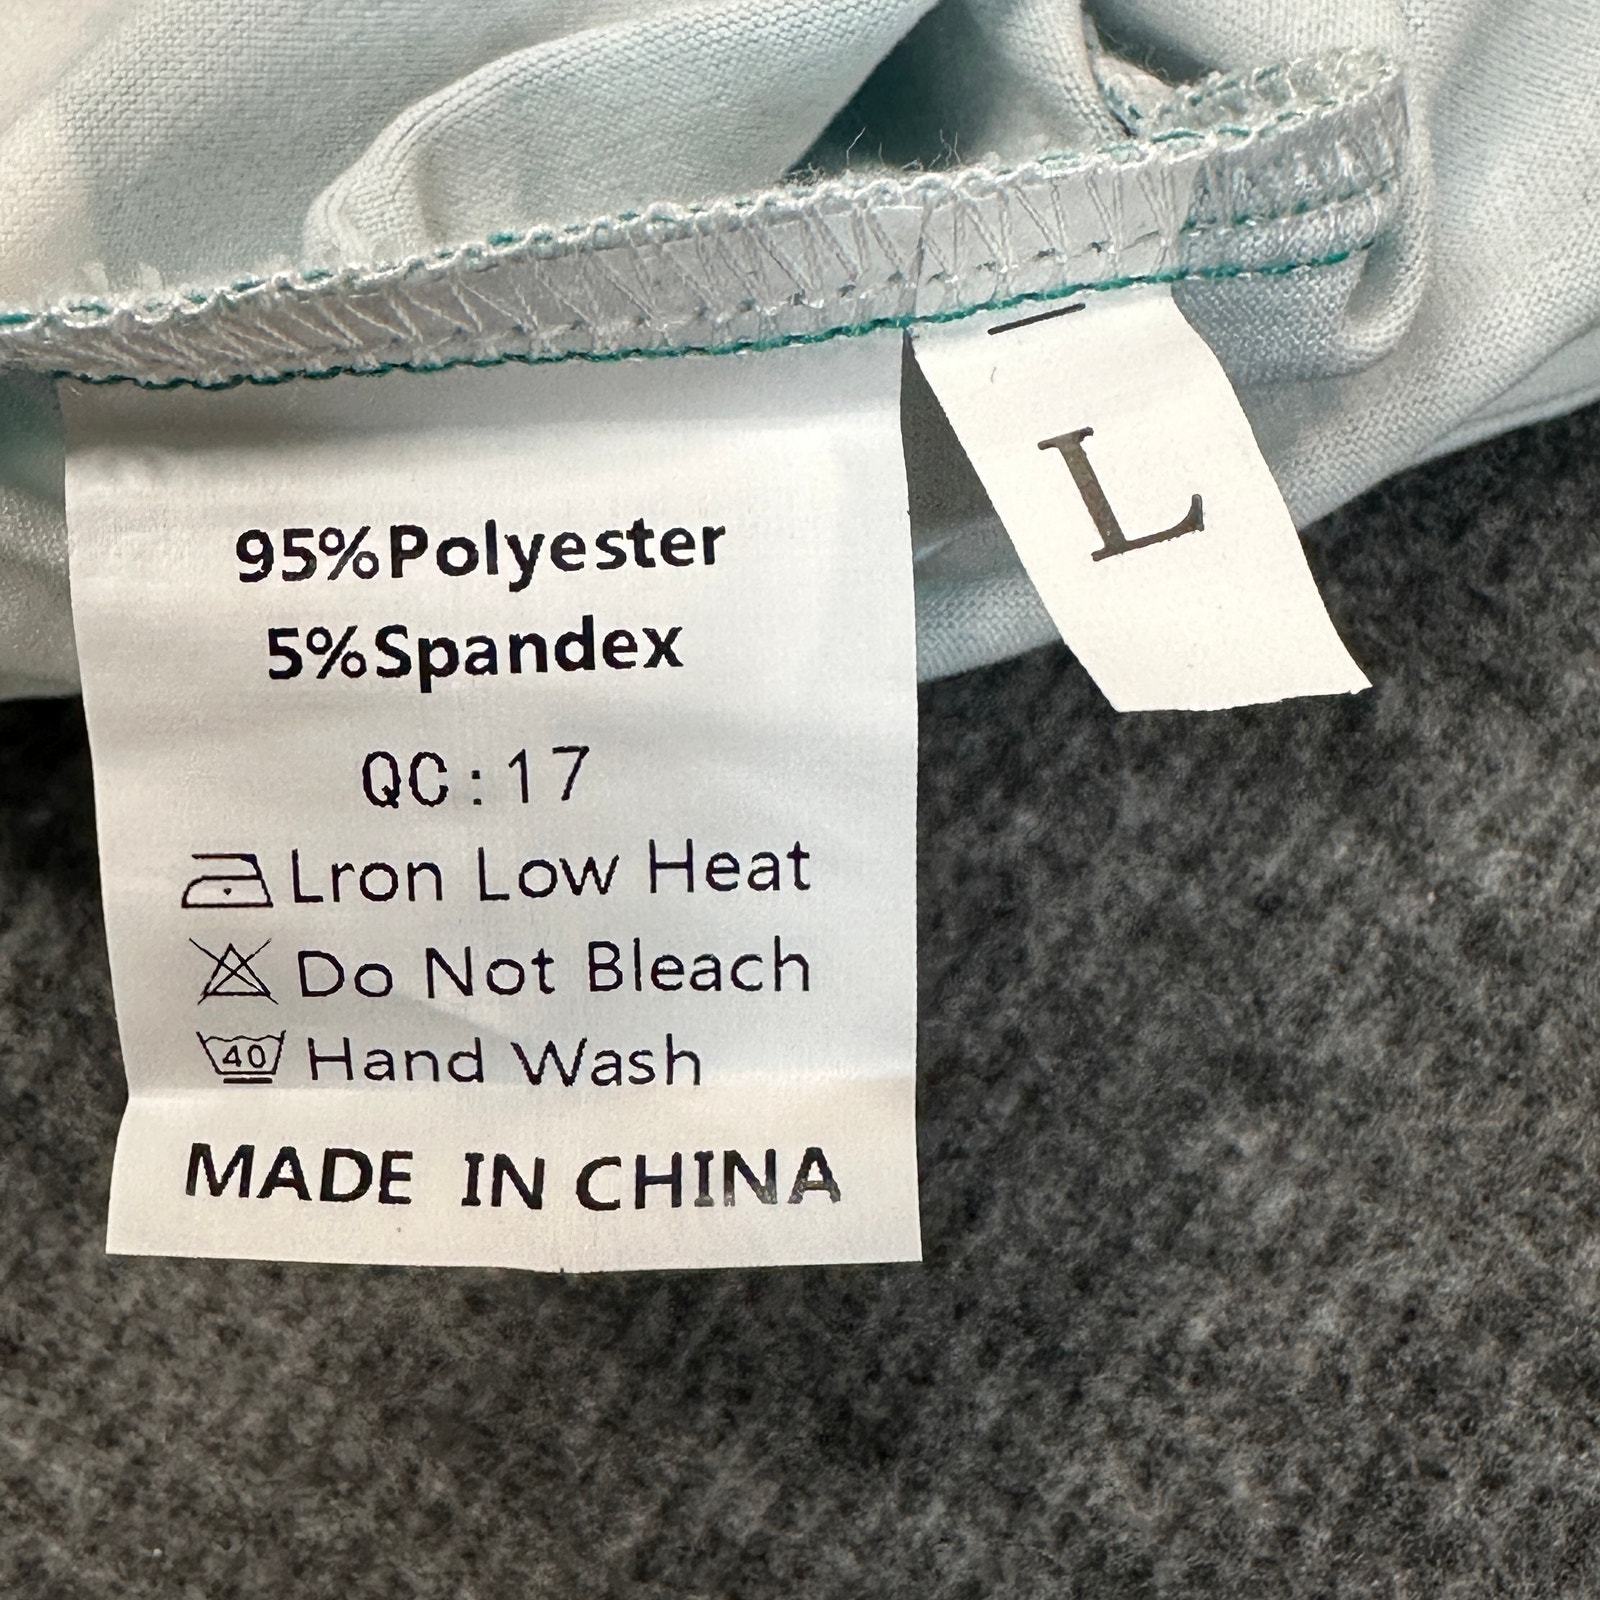 95%Polyester
5%Spandex
QC:17
Lron Low Heat
Do Not Bleach
40 Hand Wash
MADE IN CHINA
L